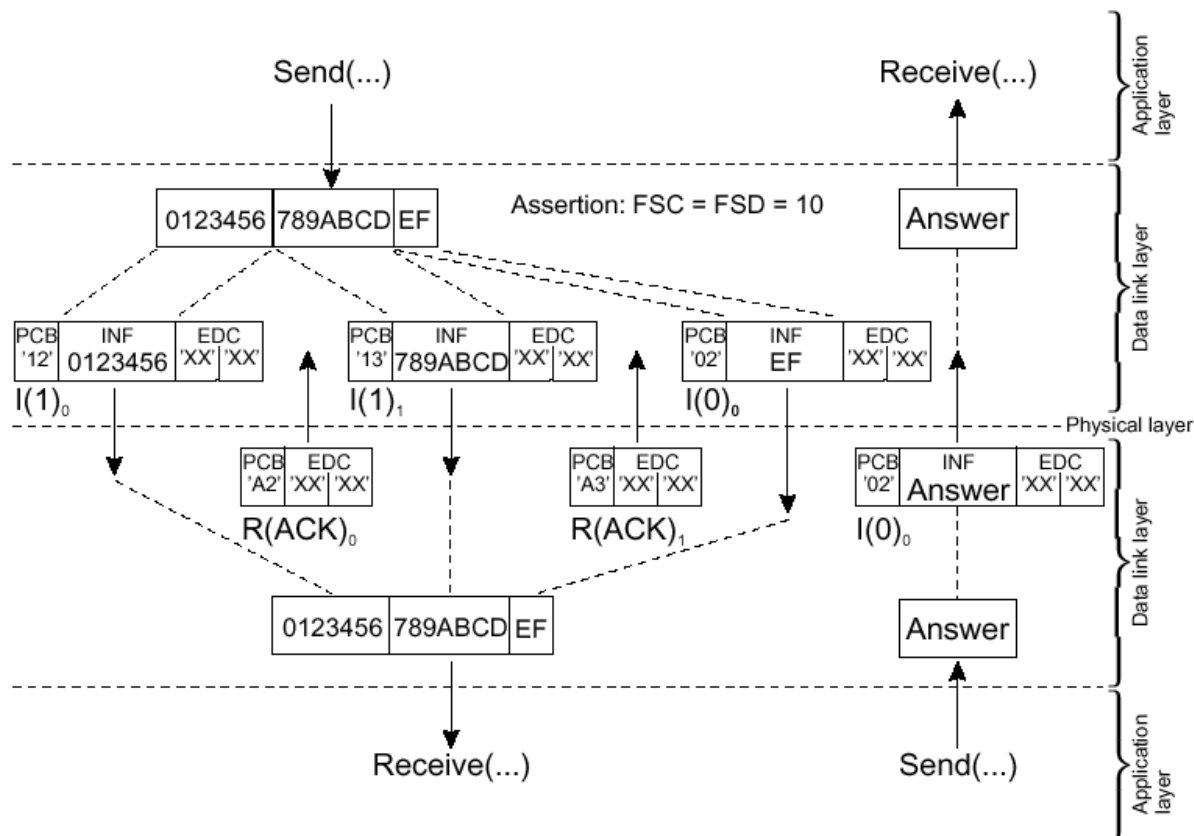 Send(...)
Receive(...)
Application
layer
0123456 789ABCD EF
Assertion: FSC = FSD = 10
Answer
Data link layer
PCB INF EDC
'12' 0123456 'XX' 'XX'
I(1)₀
PCB INF EDC
'13' 789ABCD 'XX' 'XX'
I(1)₁
PCB INF EDC
'02' EF 'XX' 'XX'
I(0)₀
Physical layer
PCB EDC
'A2' 'XX' 'XX'
R(ACK)₀
PCB EDC
'A3' 'XX' 'XX'
R(ACK)₁
PCB INF EDC
'02' Answer 'XX' 'XX'
I(0)₀
Data link layer
0123456 789ABCD EF
Answer
Receive(...)
Send(...)
Application
layer